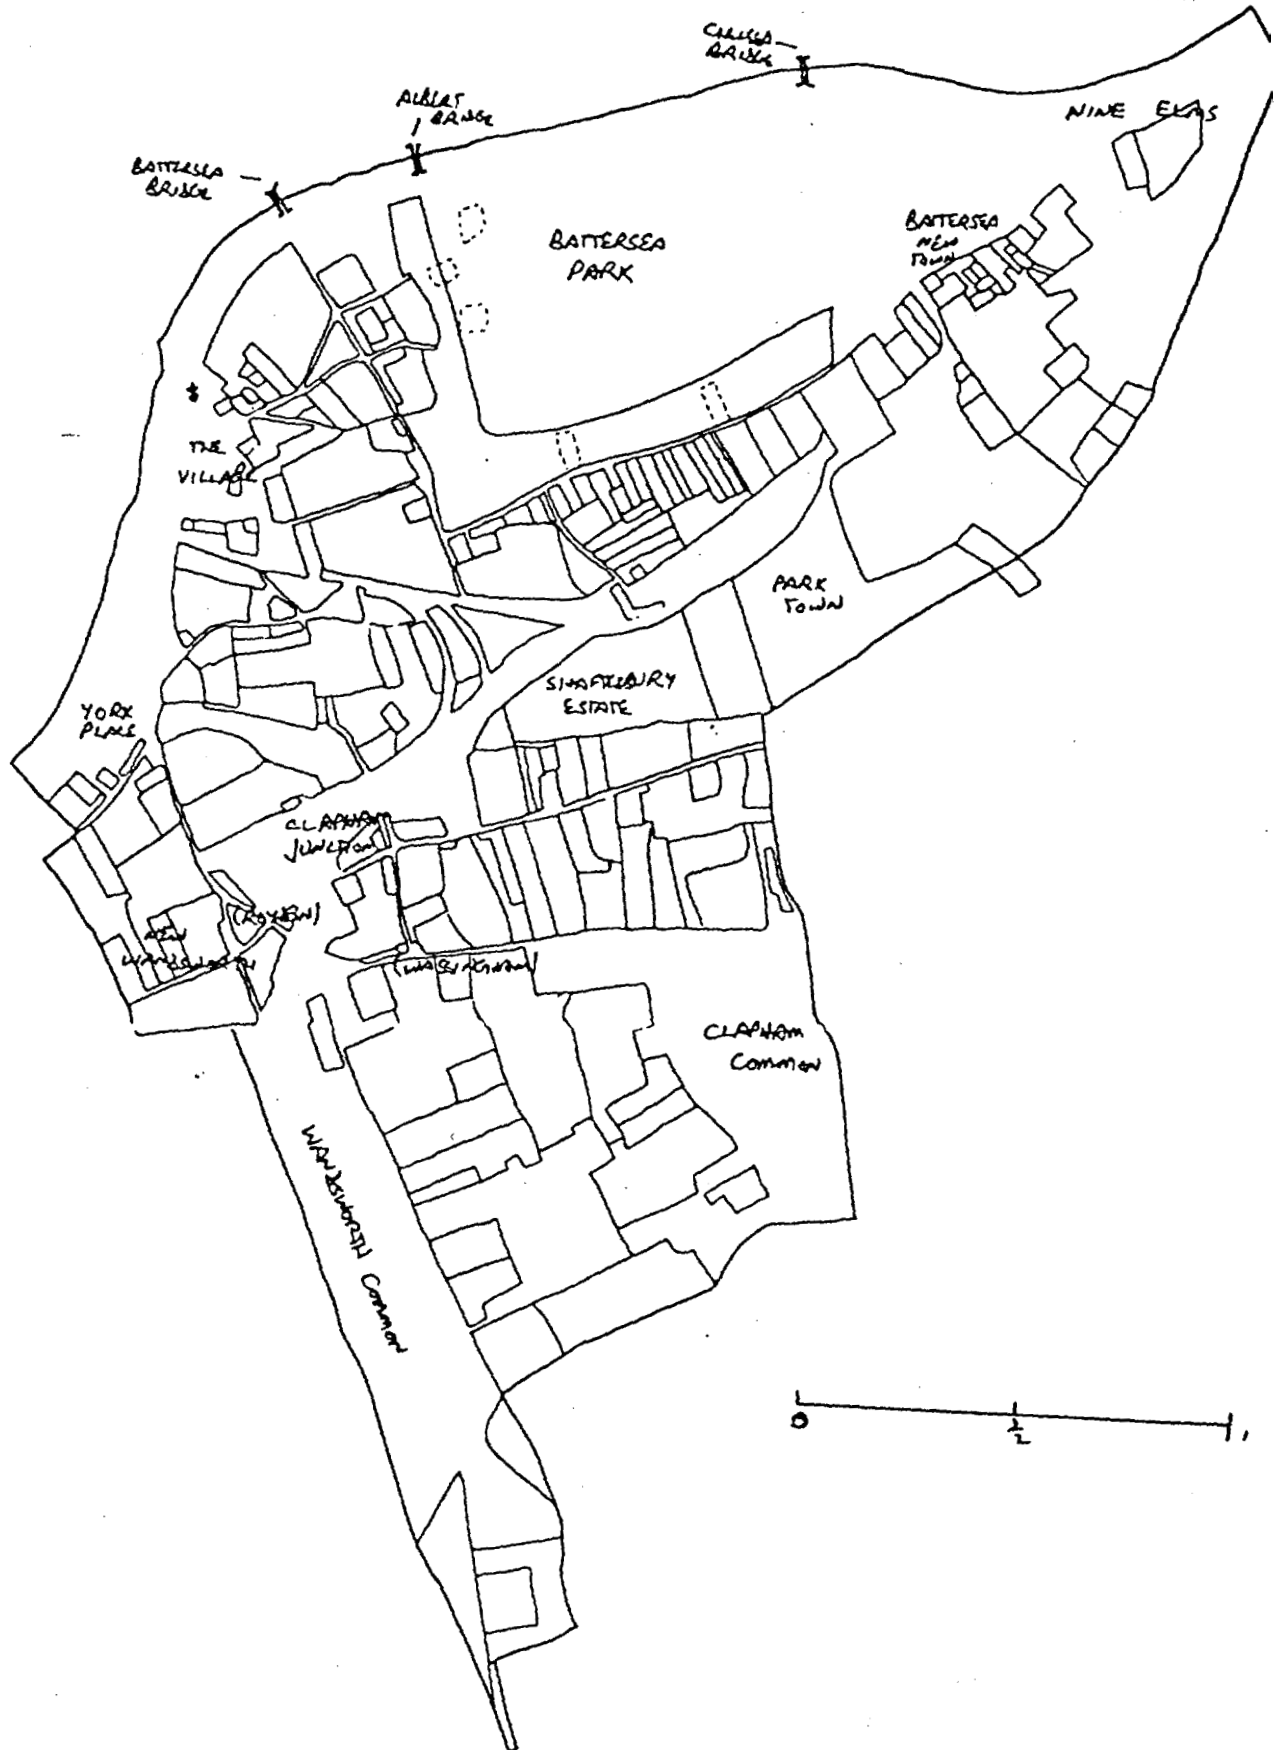 CHELSEA
BRIDGE
ALBERT
BRIDGE
BATTERSEA
BRIDGE
NINE ELMS
BATTERSEA
NEW
TOWN
BATTERSEA
PARK
THE
VILLAGE
PARK
TOWN
SHAFTESBURY
ESTATE
YORK
PLACE
CLAPHAM
JUNCTION
NEW
WANDSWORTH
CLAPHAM
COMMON
WANDSWORTH COMMON
0
1/2
1